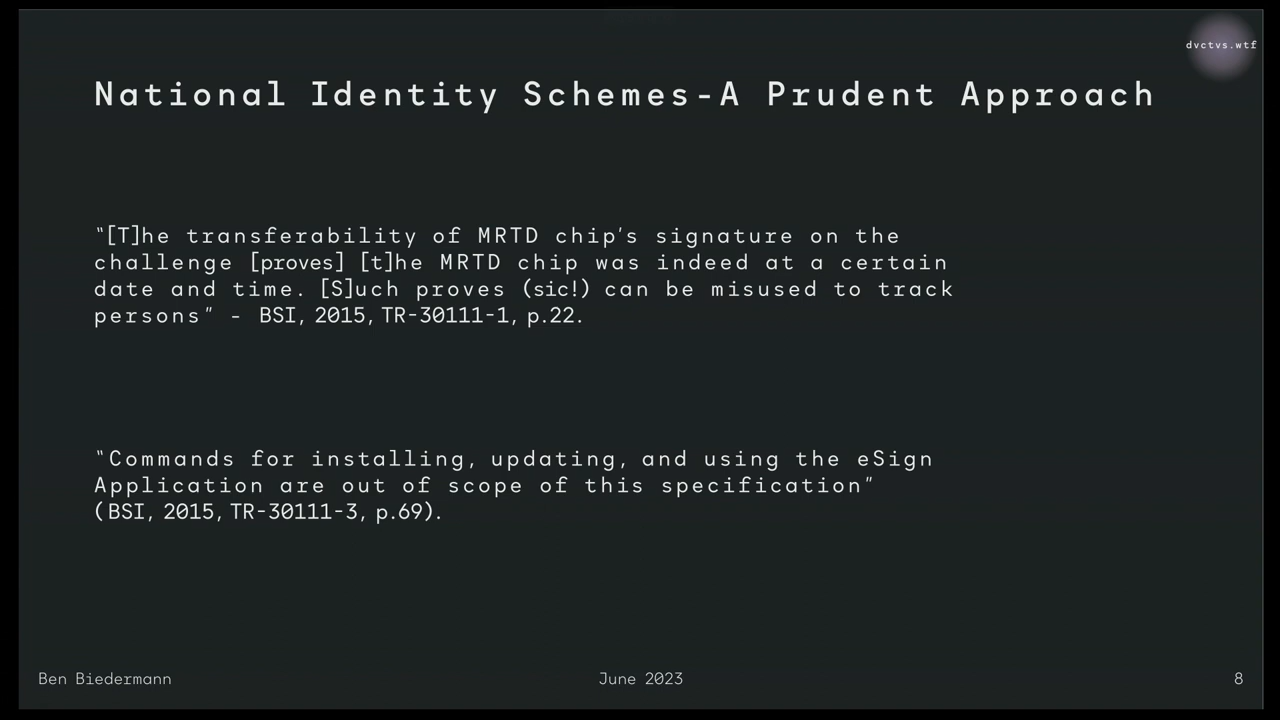 dvctvs.wtf
National Identity Schemes-A Prudent Approach
"[T]he transferability of MRTD chip's signature on the
challenge [proves] [t]he MRTD chip was indeed at a certain
date and time. [S]uch proves (sic!) can be misused to track
persons" - BSI, 2015, TR-30111-1, p.22.
"Commands for installing, updating, and using the eSign
Application are out of scope of this specification"
(BSI, 2015, TR-30111-3, p.69).
Ben Biedermann
June 2023
8